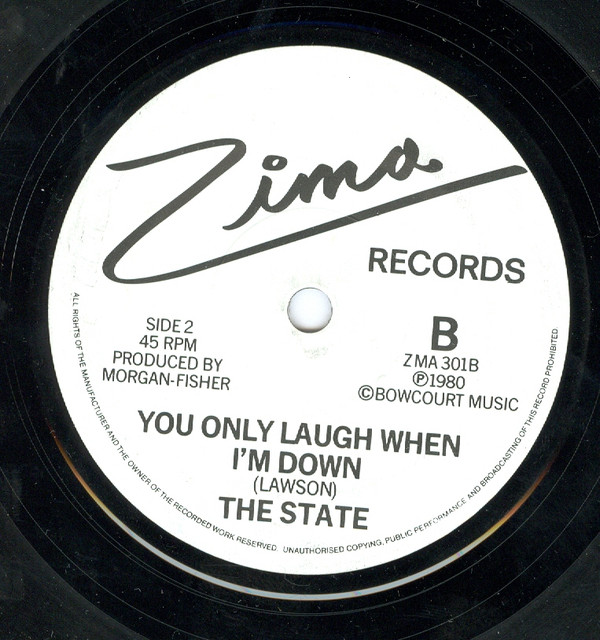 Zima
RECORDS
SIDE 2
45 RPM
PRODUCED BY
MORGAN-FISHER
B
ZMA 301B
Ⓟ1980
©BOWCOURT MUSIC
YOU ONLY LAUGH WHEN
I'M DOWN
(LAWSON)
THE STATE
ALL RIGHTS OF THE MANUFACTURER AND THE OWNER OF THE RECORDED WORK RESERVED. UNAUTHORISED COPYING, PUBLIC PERFORMANCE AND BROADCASTING OF THIS RECORD PROHIBITED.